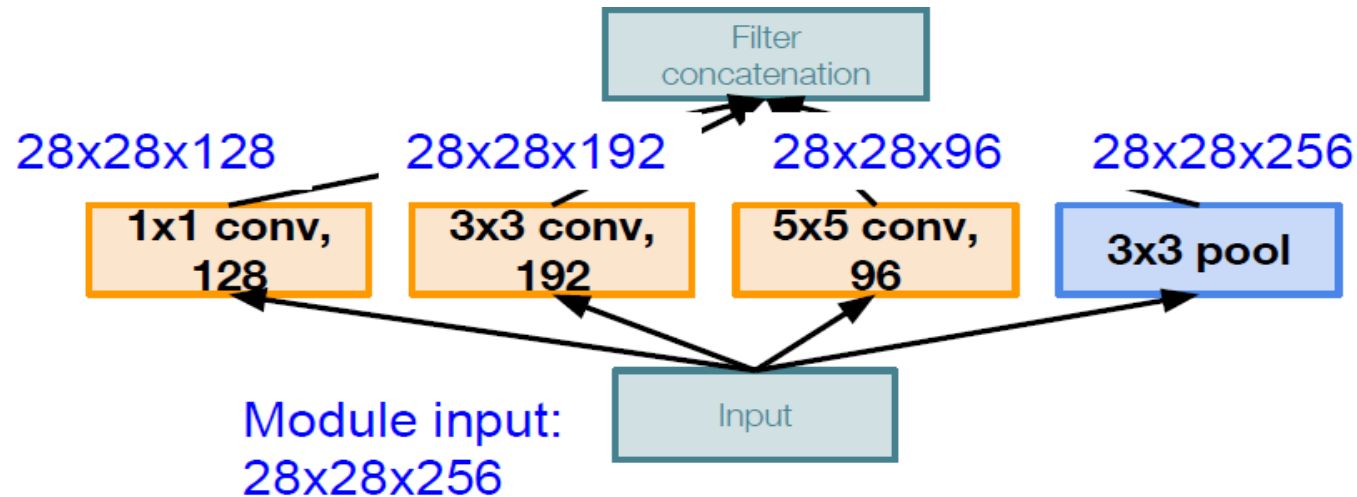 Filter
concatenation
28x28x128 28x28x192 28x28x96 28x28x256
1x1 conv,
128
3x3 conv,
192
5x5 conv,
96
3x3 pool
Input
Module input:
28x28x256